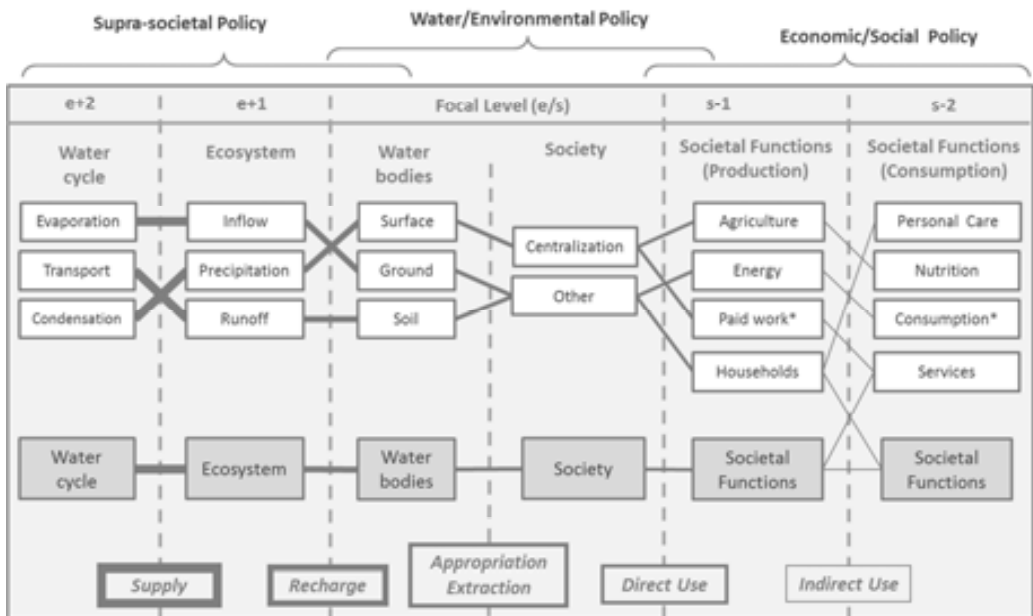 Supra-societal Policy
Water/Environmental Policy
Economic/Social Policy
e+2
e+1
Focal Level (e/s)
s-1
s-2
Water
cycle
Ecosystem
Water
bodies
Society
Societal Functions
(Production)
Societal Functions
(Consumption)
Evaporation
Inflow
Surface
Agriculture
Personal Care
Centralization
Transport
Precipitation
Ground
Energy
Nutrition
Other
Condensation
Runoff
Soil
Paid work*
Consumption*
Households
Services
Water
cycle
Ecosystem
Water
bodies
Society
Societal
Functions
Societal
Functions
Supply
Recharge
Appropriation
Extraction
Direct Use
Indirect Use